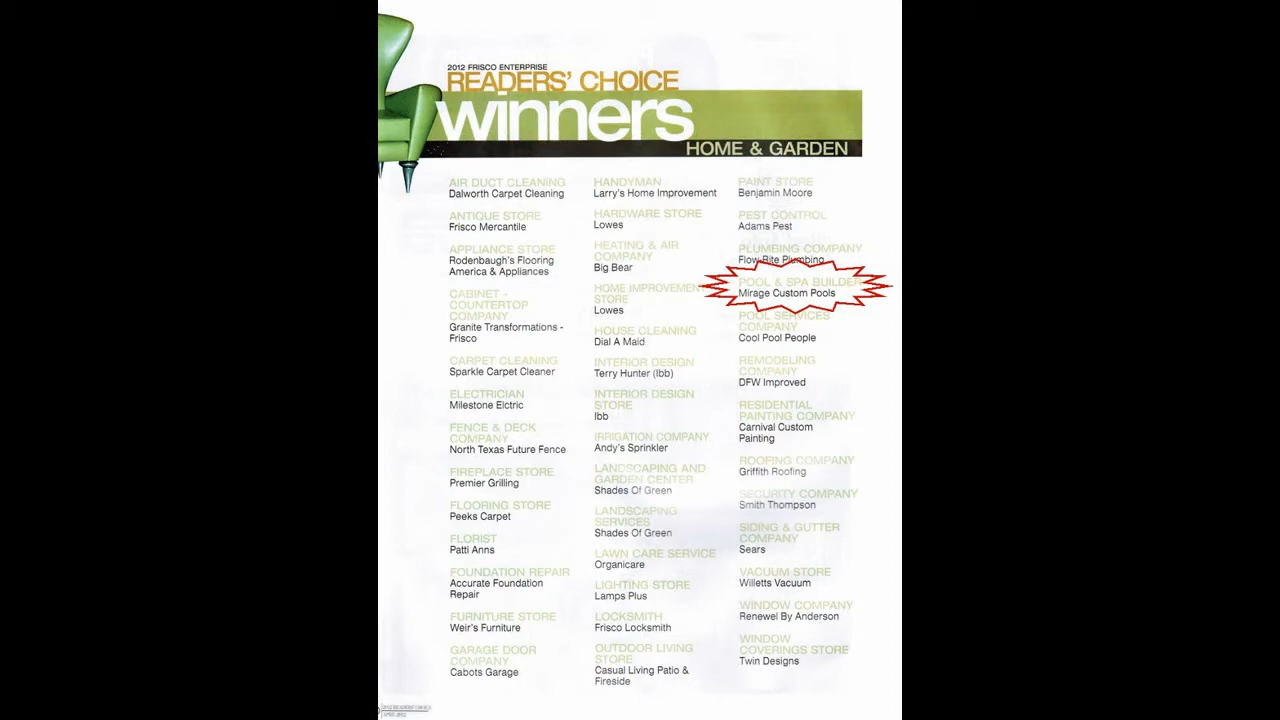 2012 FRISCO ENTERPRISE
READERS' CHOICE
winners
HOME & GARDEN
AIR DUCT CLEANING
Dalworth Carpet Cleaning
ANTIQUE STORE
Frisco Mercantile
APPLIANCE STORE
Rodenbaugh's Flooring
America & Appliances
CABINET -
COUNTERTOP
COMPANY
Granite Transformations -
Frisco
CARPET CLEANING
Sparkle Carpet Cleaner
ELECTRICIAN
Milestone Elctric
FENCE & DECK
COMPANY
North Texas Future Fence
FIREPLACE STORE
Premier Grilling
FLOORING STORE
Peeks Carpet
FLORIST
Patti Anns
FOUNDATION REPAIR
Accurate Foundation
Repair
FURNITURE STORE
Weir's Furniture
GARAGE DOOR
COMPANY
Cabots Garage
HANDYMAN
Larry's Home Improvement
HARDWARE STORE
Lowes
HEATING & AIR
COMPANY
Big Bear
HOME IMPROVEMENT
STORE
Lowes
HOUSE CLEANING
Dial A Maid
INTERIOR DESIGN
Terry Hunter (Ibb)
INTERIOR DESIGN
STORE
Ibb
IRRIGATION COMPANY
Andy's Sprinkler
LANDSCAPING AND
GARDEN CENTER
Shades Of Green
LANDSCAPING
SERVICES
Shades Of Green
LAWN CARE SERVICE
Organicare
LIGHTING STORE
Lamps Plus
LOCKSMITH
Frisco Locksmith
OUTDOOR LIVING
STORE
Casual Living Patio &
Fireside
PAINT STORE
Benjamin Moore
PEST CONTROL
Adams Pest
PLUMBING COMPANY
Flow-Rite Plumbing
POOL & SPA BUILDER
Mirage Custom Pools
POOL SERVICES
COMPANY
Cool Pool People
REMODELING
COMPANY
DFW Improved
RESIDENTIAL
PAINTING COMPANY
Carnival Custom
Painting
ROOFING COMPANY
Griffith Roofing
SECURITY COMPANY
Smith Thompson
SIDING & GUTTER
COMPANY
Sears
VACUUM STORE
Willetts Vacuum
WINDOW COMPANY
Renewel By Anderson
WINDOW
COVERINGS STORE
Twin Designs